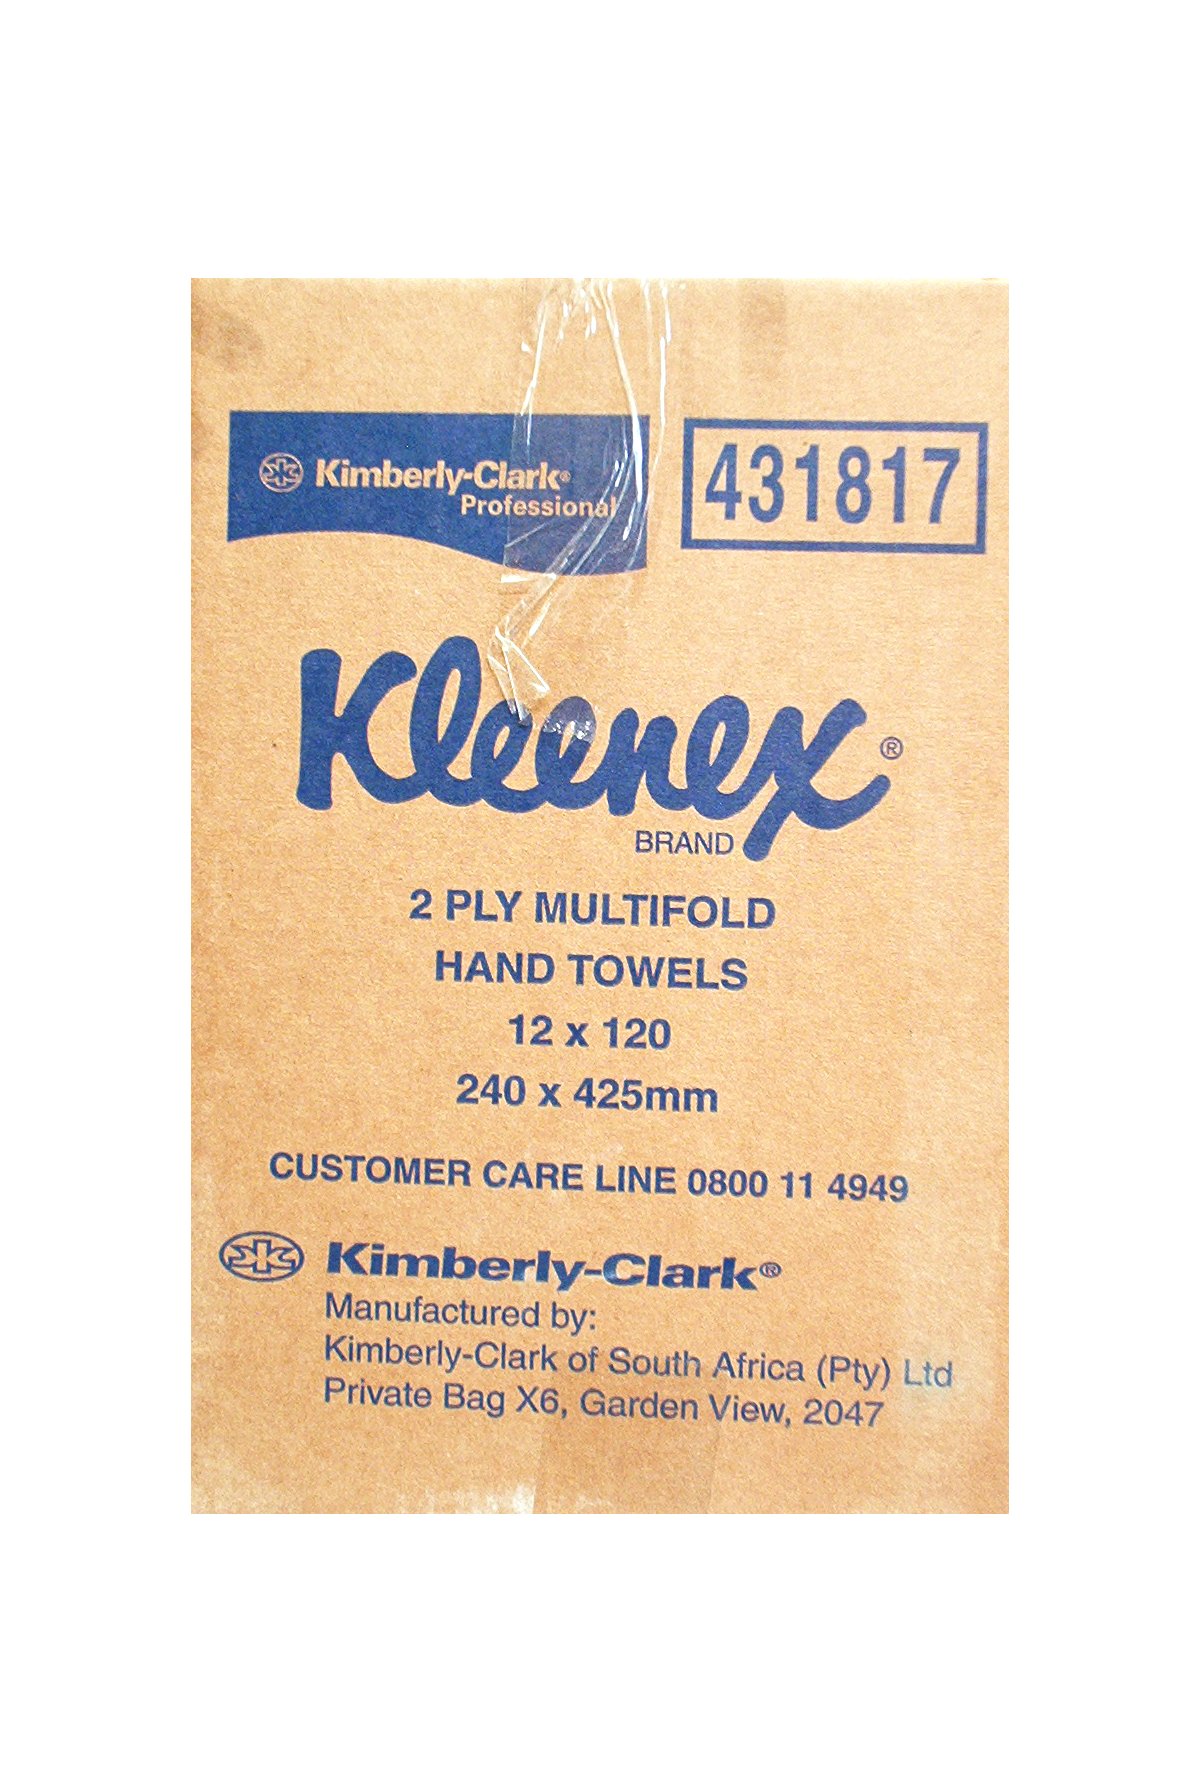 Kimberly-Clark®
Professional
431817
Kleenex®
BRAND
2 PLY MULTIFOLD
HAND TOWELS
12 x 120
240 x 425mm
CUSTOMER CARE LINE 0800 11 4949
Kimberly-Clark®
Manufactured by:
Kimberly-Clark of South Africa (Pty) Ltd
Private Bag X6, Garden View, 2047